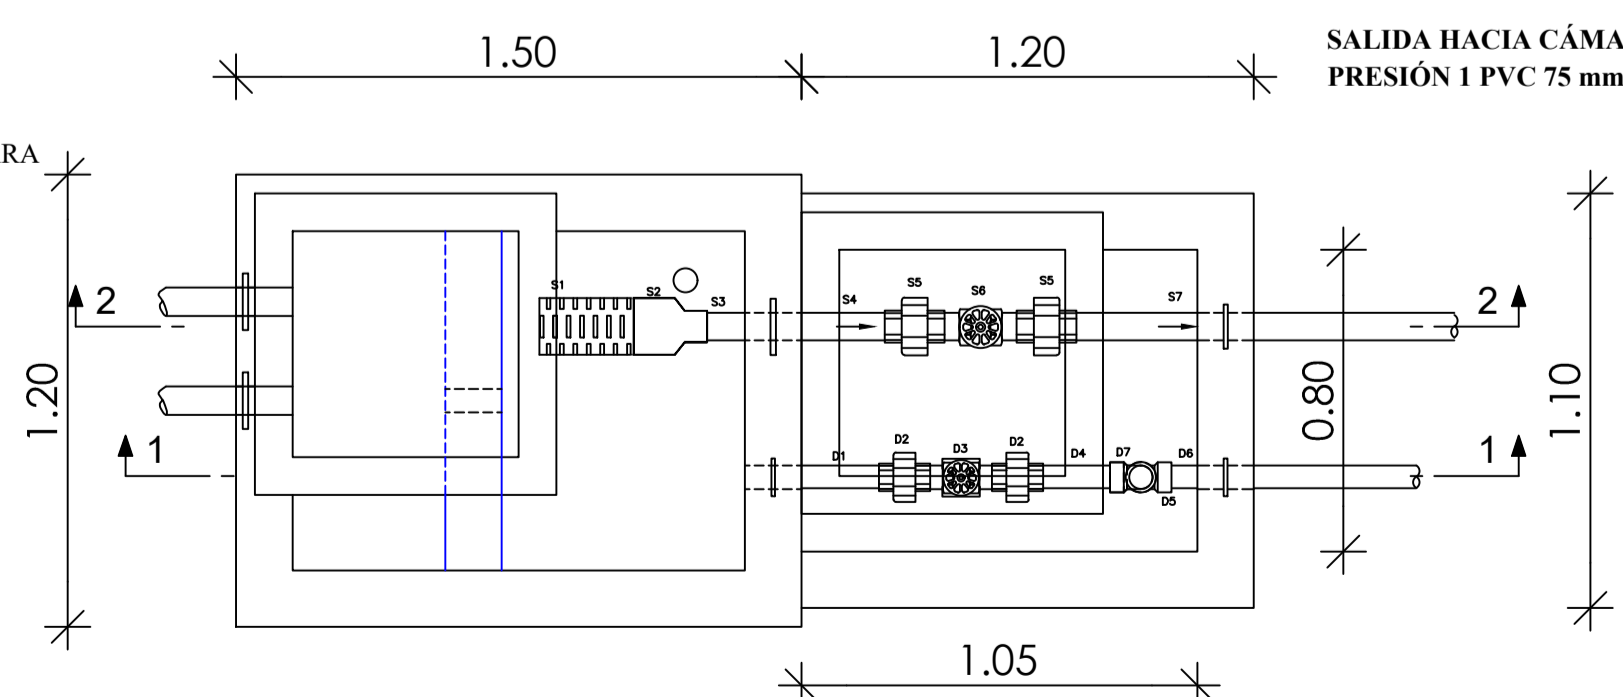 1.50
1.20
SALIDA HACIA CÁMA
PRESIÓN 1 PVC 75 mm
RA
S1
S2
S3
S4
S5
S6
S5
S7
2
2
1.20
0.80
1.10
1
1
D1
D2
D3
D2
D4
D7
D6
D5
1.05